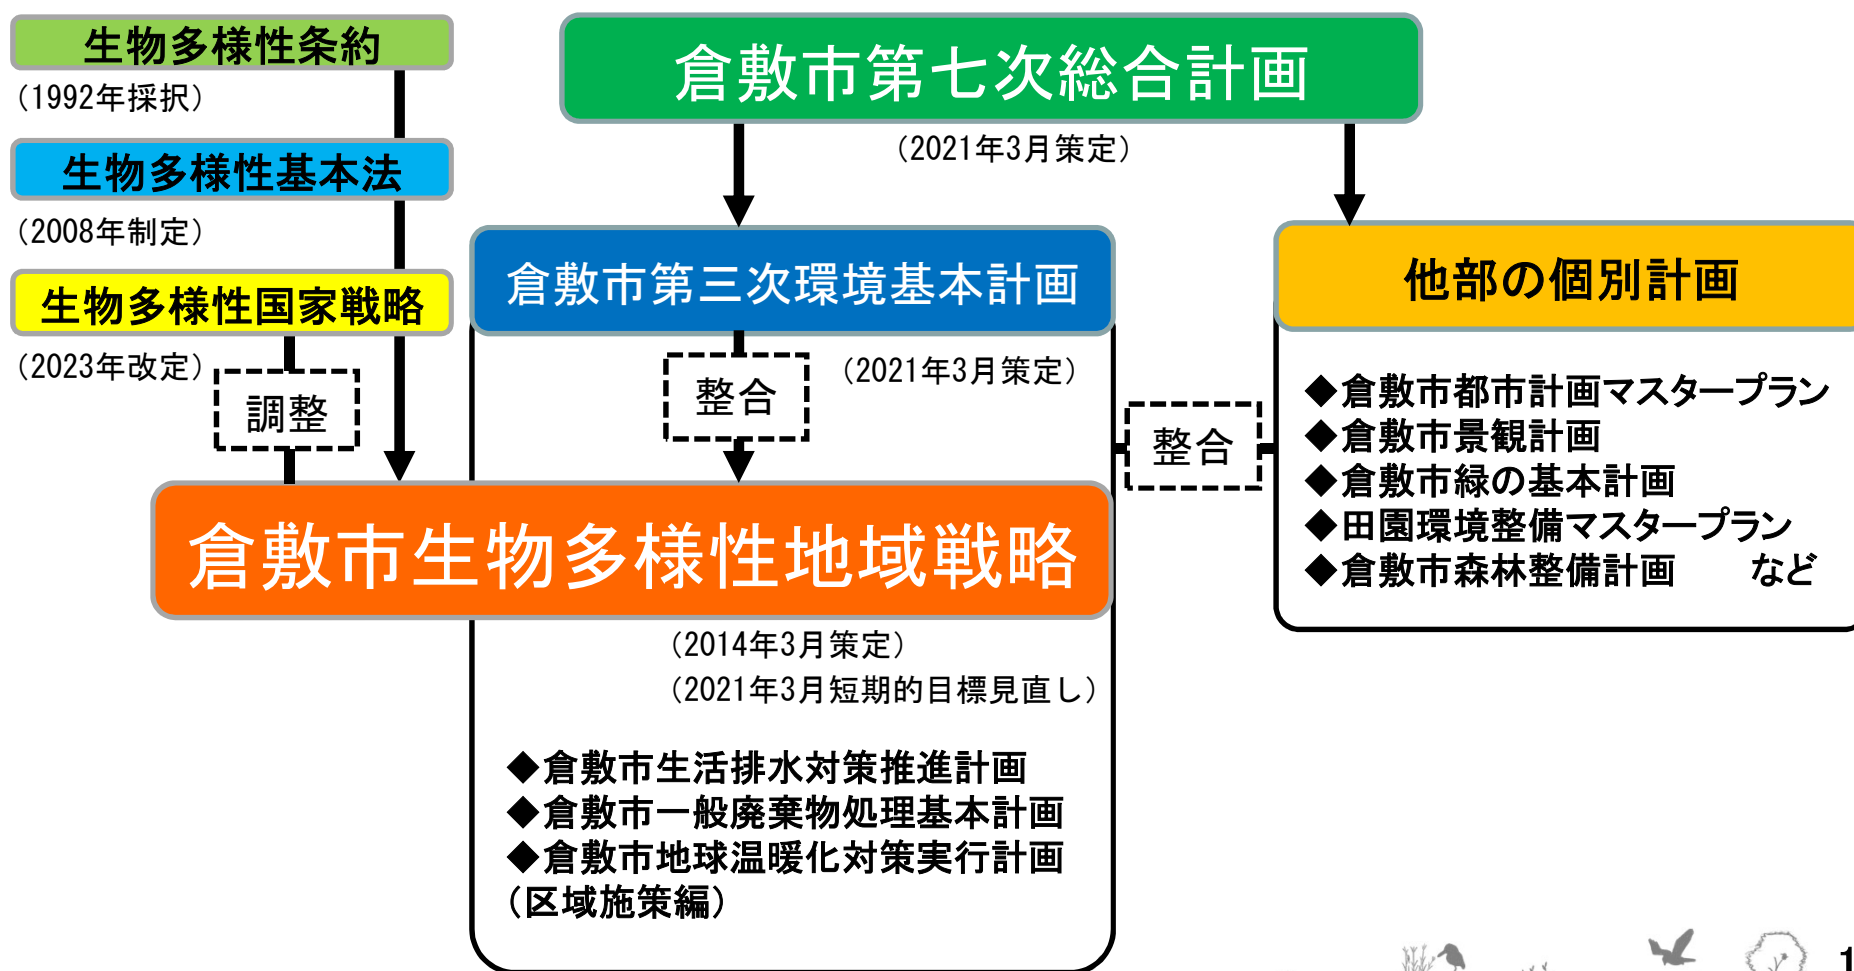 生物多様性条約
（1992年採択）
生物多様性基本法
（2008年制定）
生物多様性国家戦略
（2023年改定）
調整
倉敷市第七次総合計画
（2021年3月策定）
倉敷市第三次環境基本計画
（2021年3月策定）
整合
整合
他部の個別計画
◆倉敷市都市計画マスタープラン
◆倉敷市景観計画
◆倉敷市緑の基本計画
◆田園環境整備マスタープラン
◆倉敷市森林整備計画　　など
倉敷市生物多様性地域戦略
（2014年3月策定）
（2021年3月短期的目標見直し）
◆倉敷市生活排水対策推進計画
◆倉敷市一般廃棄物処理基本計画
◆倉敷市地球温暖化対策実行計画
（区域施策編）
1